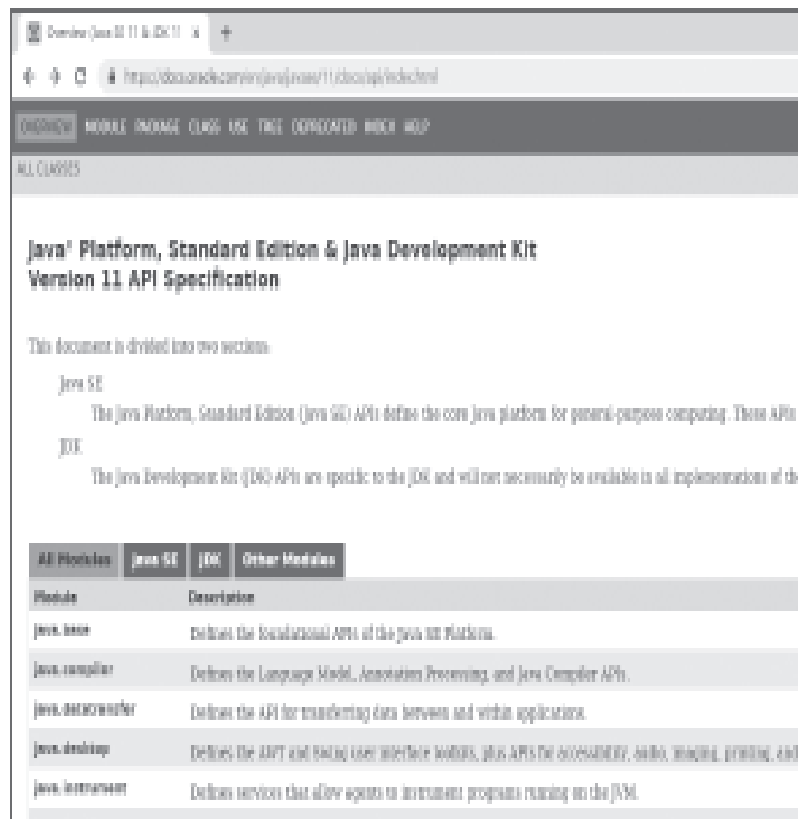 Overview (Java SE 11 & JDK 11
https://docs.oracle.com/en/java/javase/11/docs/api/index.html
OVERVIEW MODULE PACKAGE CLASS USE TREE DEPRECATED INDEX HELP
ALL CLASSES
Java® Platform, Standard Edition & Java Development Kit
Version 11 API Specification
This document is divided into two sections:
Java SE
The Java Platform, Standard Edition (Java SE) APIs define the core Java platform for general-purpose computing. These APIs
JDK
The Java Development Kit (JDK) APIs are specific to the JDK and will not necessarily be available in all implementations of the
All Modules Java SE JDK Other Modules
Module Description
java.base Defines the foundational APIs of the Java SE Platform.
java.compiler Defines the Language Model, Annotation Processing, and Java Compiler APIs.
java.datatransfer Defines the API for transferring data between and within applications.
java.desktop Defines the AWT and Swing user interface toolkits, plus APIs for accessibility, audio, imaging, printing, and
java.instrument Defines services that allow agents to instrument programs running on the JVM.